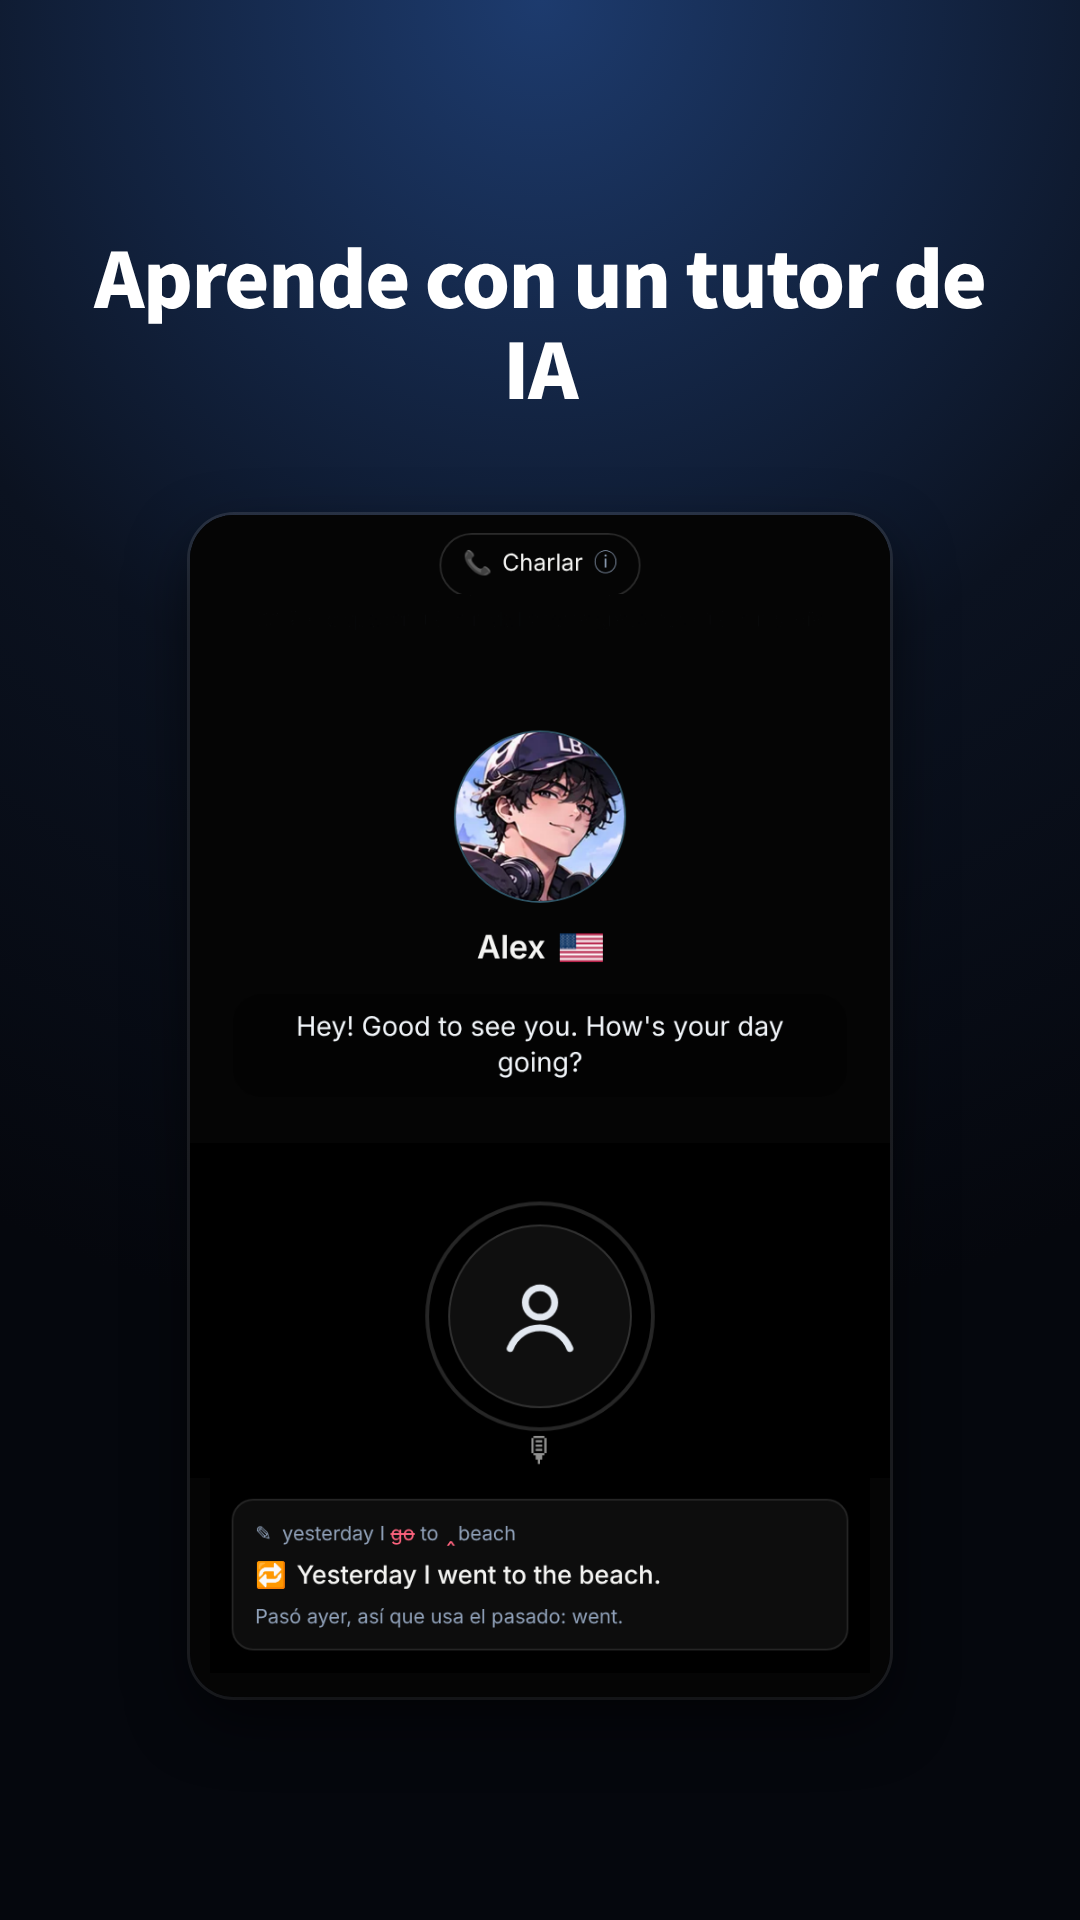 Aprende con un tutor de
IA
📞 Charlar ⓘ
LB
Alex 🇺🇸
Hey! Good to see you. How's your day
going?
✎ yesterday I go to ‸beach
🔁 Yesterday I went to the beach.
Pasó ayer, así que usa el pasado: went.